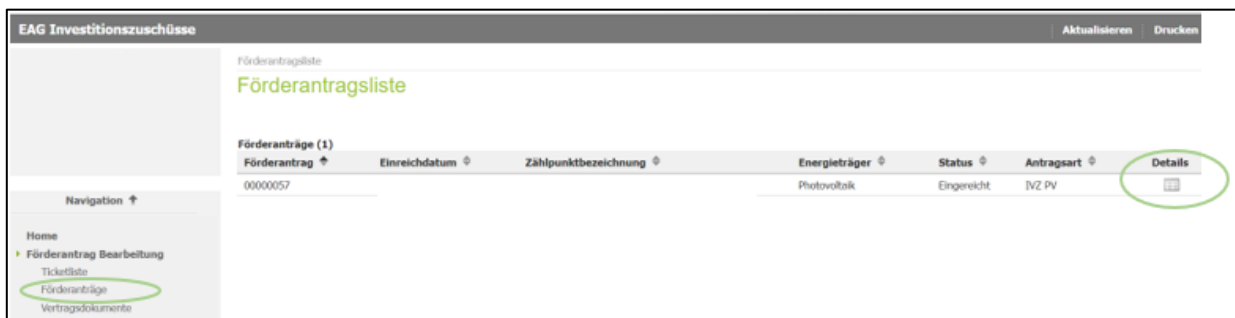 EAG Investitionszuschüsse Aktualisieren Drucken
Förderantragsliste
Förderantragsliste
Förderanträge (1)
Förderantrag Einreichdatum Zählpunktbezeichnung Energieträger Status Antragsart Details
00000057 Photovoltaik Eingereicht IVZ PV
Navigation
Home
Förderantrag Bearbeitung
Ticketliste
Förderanträge
Vertragsdokumente